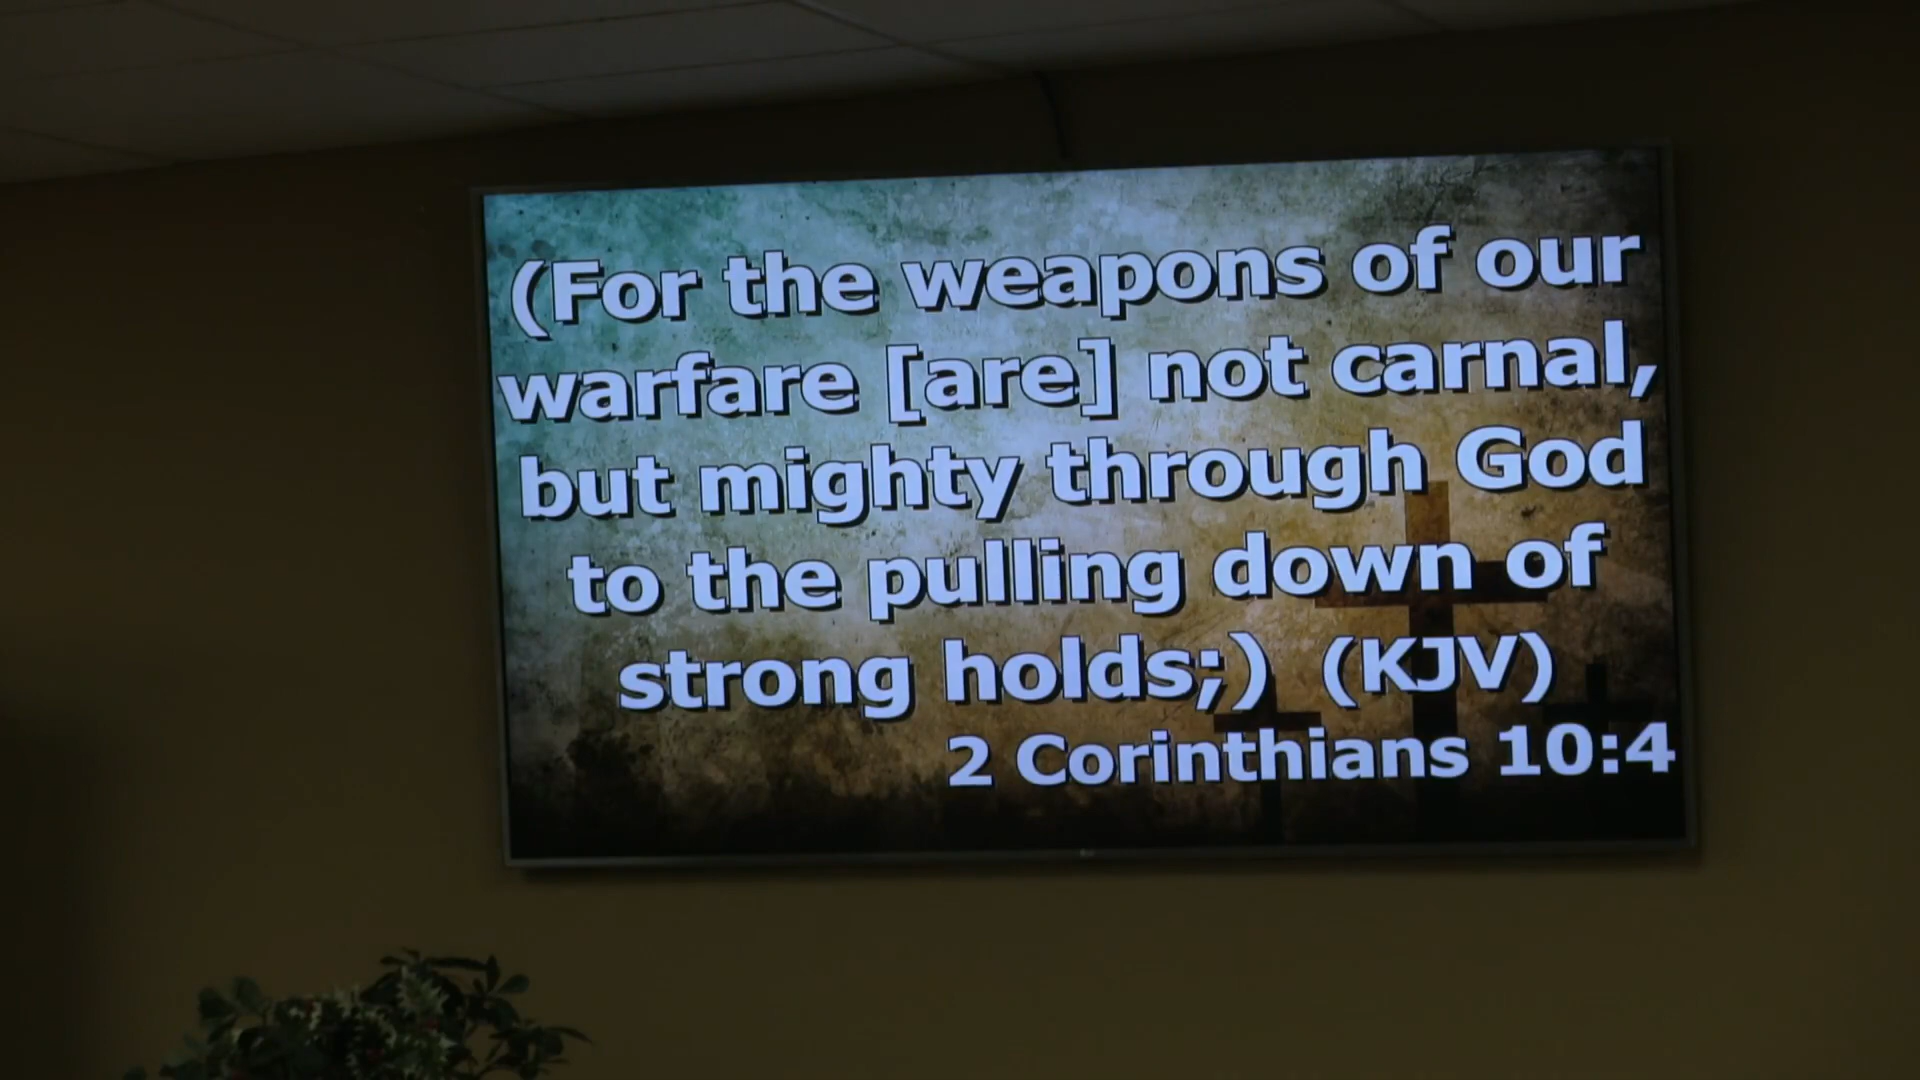 (For the weapons of our
warfare [are] not carnal,
but mighty through God
to the pulling down of
strong holds;) (KJV)
2 Corinthians 10:4